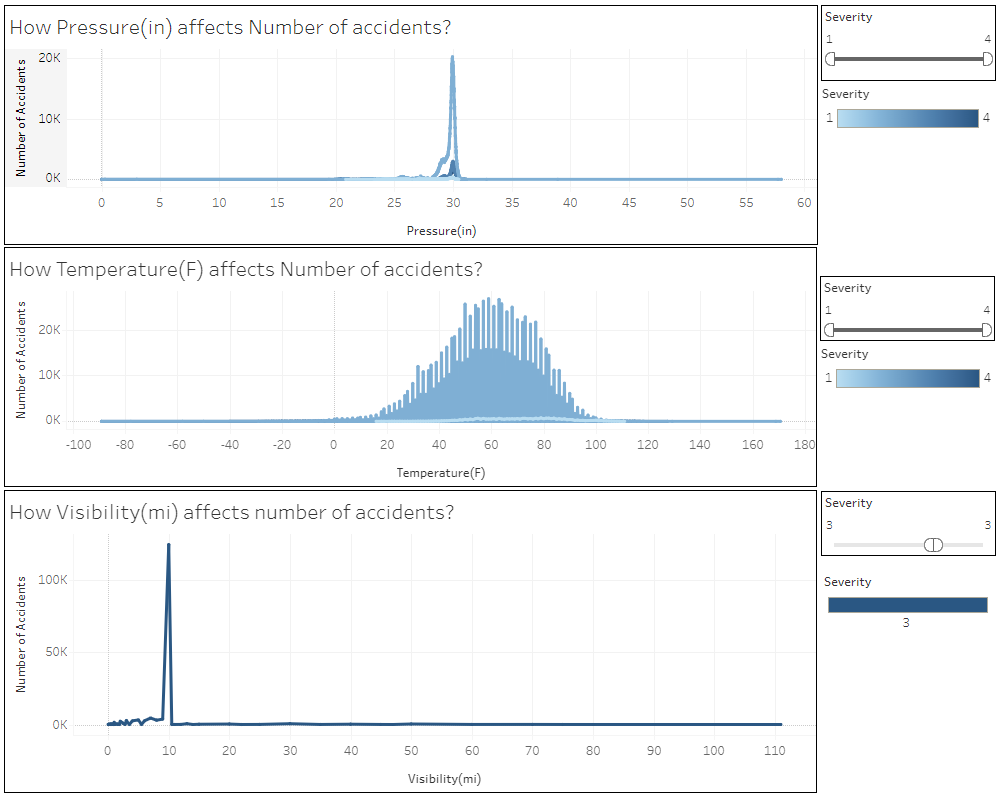 How Pressure(in) affects Number of accidents?
Number of Accidents
20K
10K
0K
0 5 10 15 20 25 30 35 40 45 50 55 60
Pressure(in)
Severity
1 4
Severity
1 4
How Temperature(F) affects Number of accidents?
Number of Accidents
20K
10K
0K
-100 -80 -60 -40 -20 0 20 40 60 80 100 120 140 160 180
Temperature(F)
Severity
1 4
Severity
1 4
How Visibility(mi) affects number of accidents?
Number of Accidents
100K
50K
0K
0 10 20 30 40 50 60 70 80 90 100 110
Visibility(mi)
Severity
3 3
Severity
3